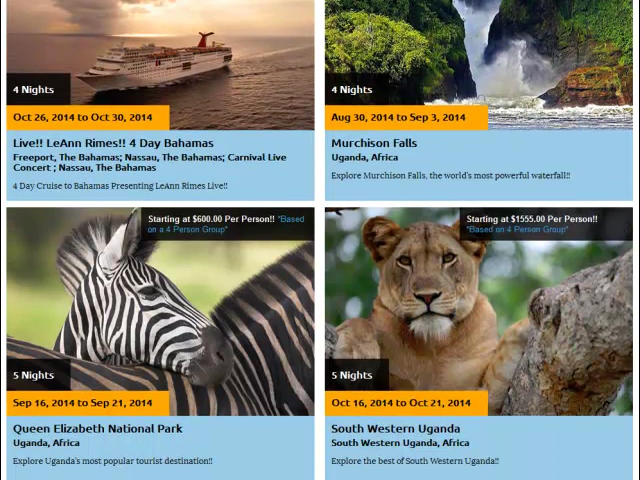 4 Nights
Oct 26, 2014 to Oct 30, 2014
Live!! LeAnn Rimes!! 4 Day Bahamas
Freeport, The Bahamas; Nassau, The Bahamas; Carnival Live
Concert ; Nassau, The Bahamas
4 Day Cruise to Bahamas Presenting LeAnn Rimes Live!!
4 Nights
Aug 30, 2014 to Sep 3, 2014
Murchison Falls
Uganda, Africa
Explore Murchison Falls, the world's most powerful waterfall!!
Starting at $600.00 Per Person!! *Based
on a 4 Person Group*
5 Nights
Sep 16, 2014 to Sep 21, 2014
Queen Elizabeth National Park
Uganda, Africa
Explore Uganda's most popular tourist destination!!
Starting at $1555.00 Per Person!!
*Based on 4 Person Group*
5 Nights
Oct 16, 2014 to Oct 21, 2014
South Western Uganda
South Western Uganda, Africa
Explore the best of South Western Uganda!!